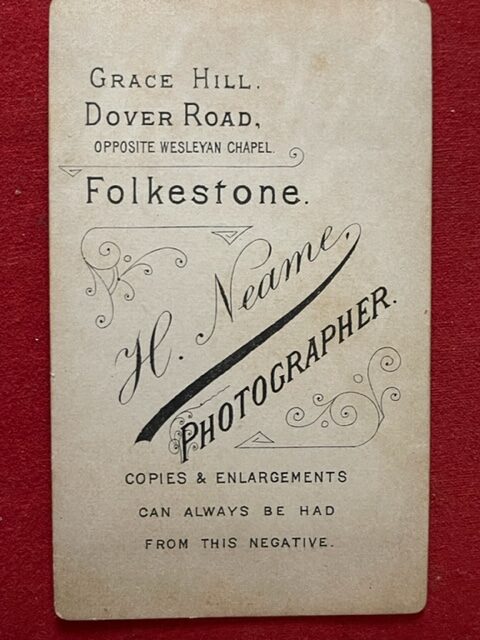 GRACE HILL.
DOVER ROAD,
OPPOSITE WESLEYAN CHAPEL.
Folkestone.
H. Neame,
PHOTOGRAPHER.
COPIES & ENLARGEMENTS
CAN ALWAYS BE HAD
FROM THIS NEGATIVE.